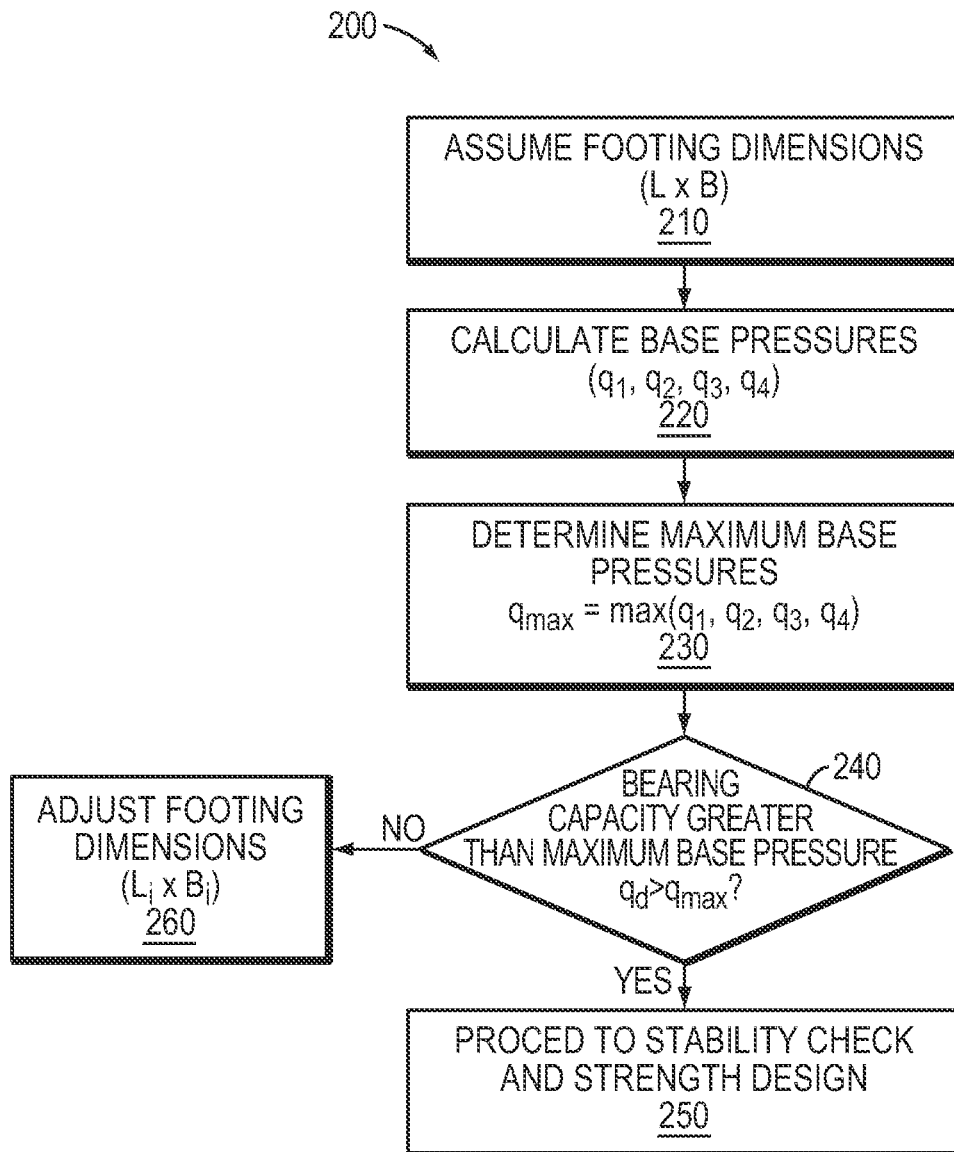 200
ASSUME FOOTING DIMENSIONS
(L x B)
210
CALCULATE BASE PRESSURES
(q₁, q₂, q₃, q₄)
220
DETERMINE MAXIMUM BASE
PRESSURES
qₘₐₓ = max(q₁, q₂, q₃, q₄)
230
240
BEARING
CAPACITY GREATER
THAN MAXIMUM BASE PRESSURE
q_d>qₘₐₓ?
NO
ADJUST FOOTING
DIMENSIONS
(Lᵢ x Bᵢ)
260
YES
PROCED TO STABILITY CHECK
AND STRENGTH DESIGN
250